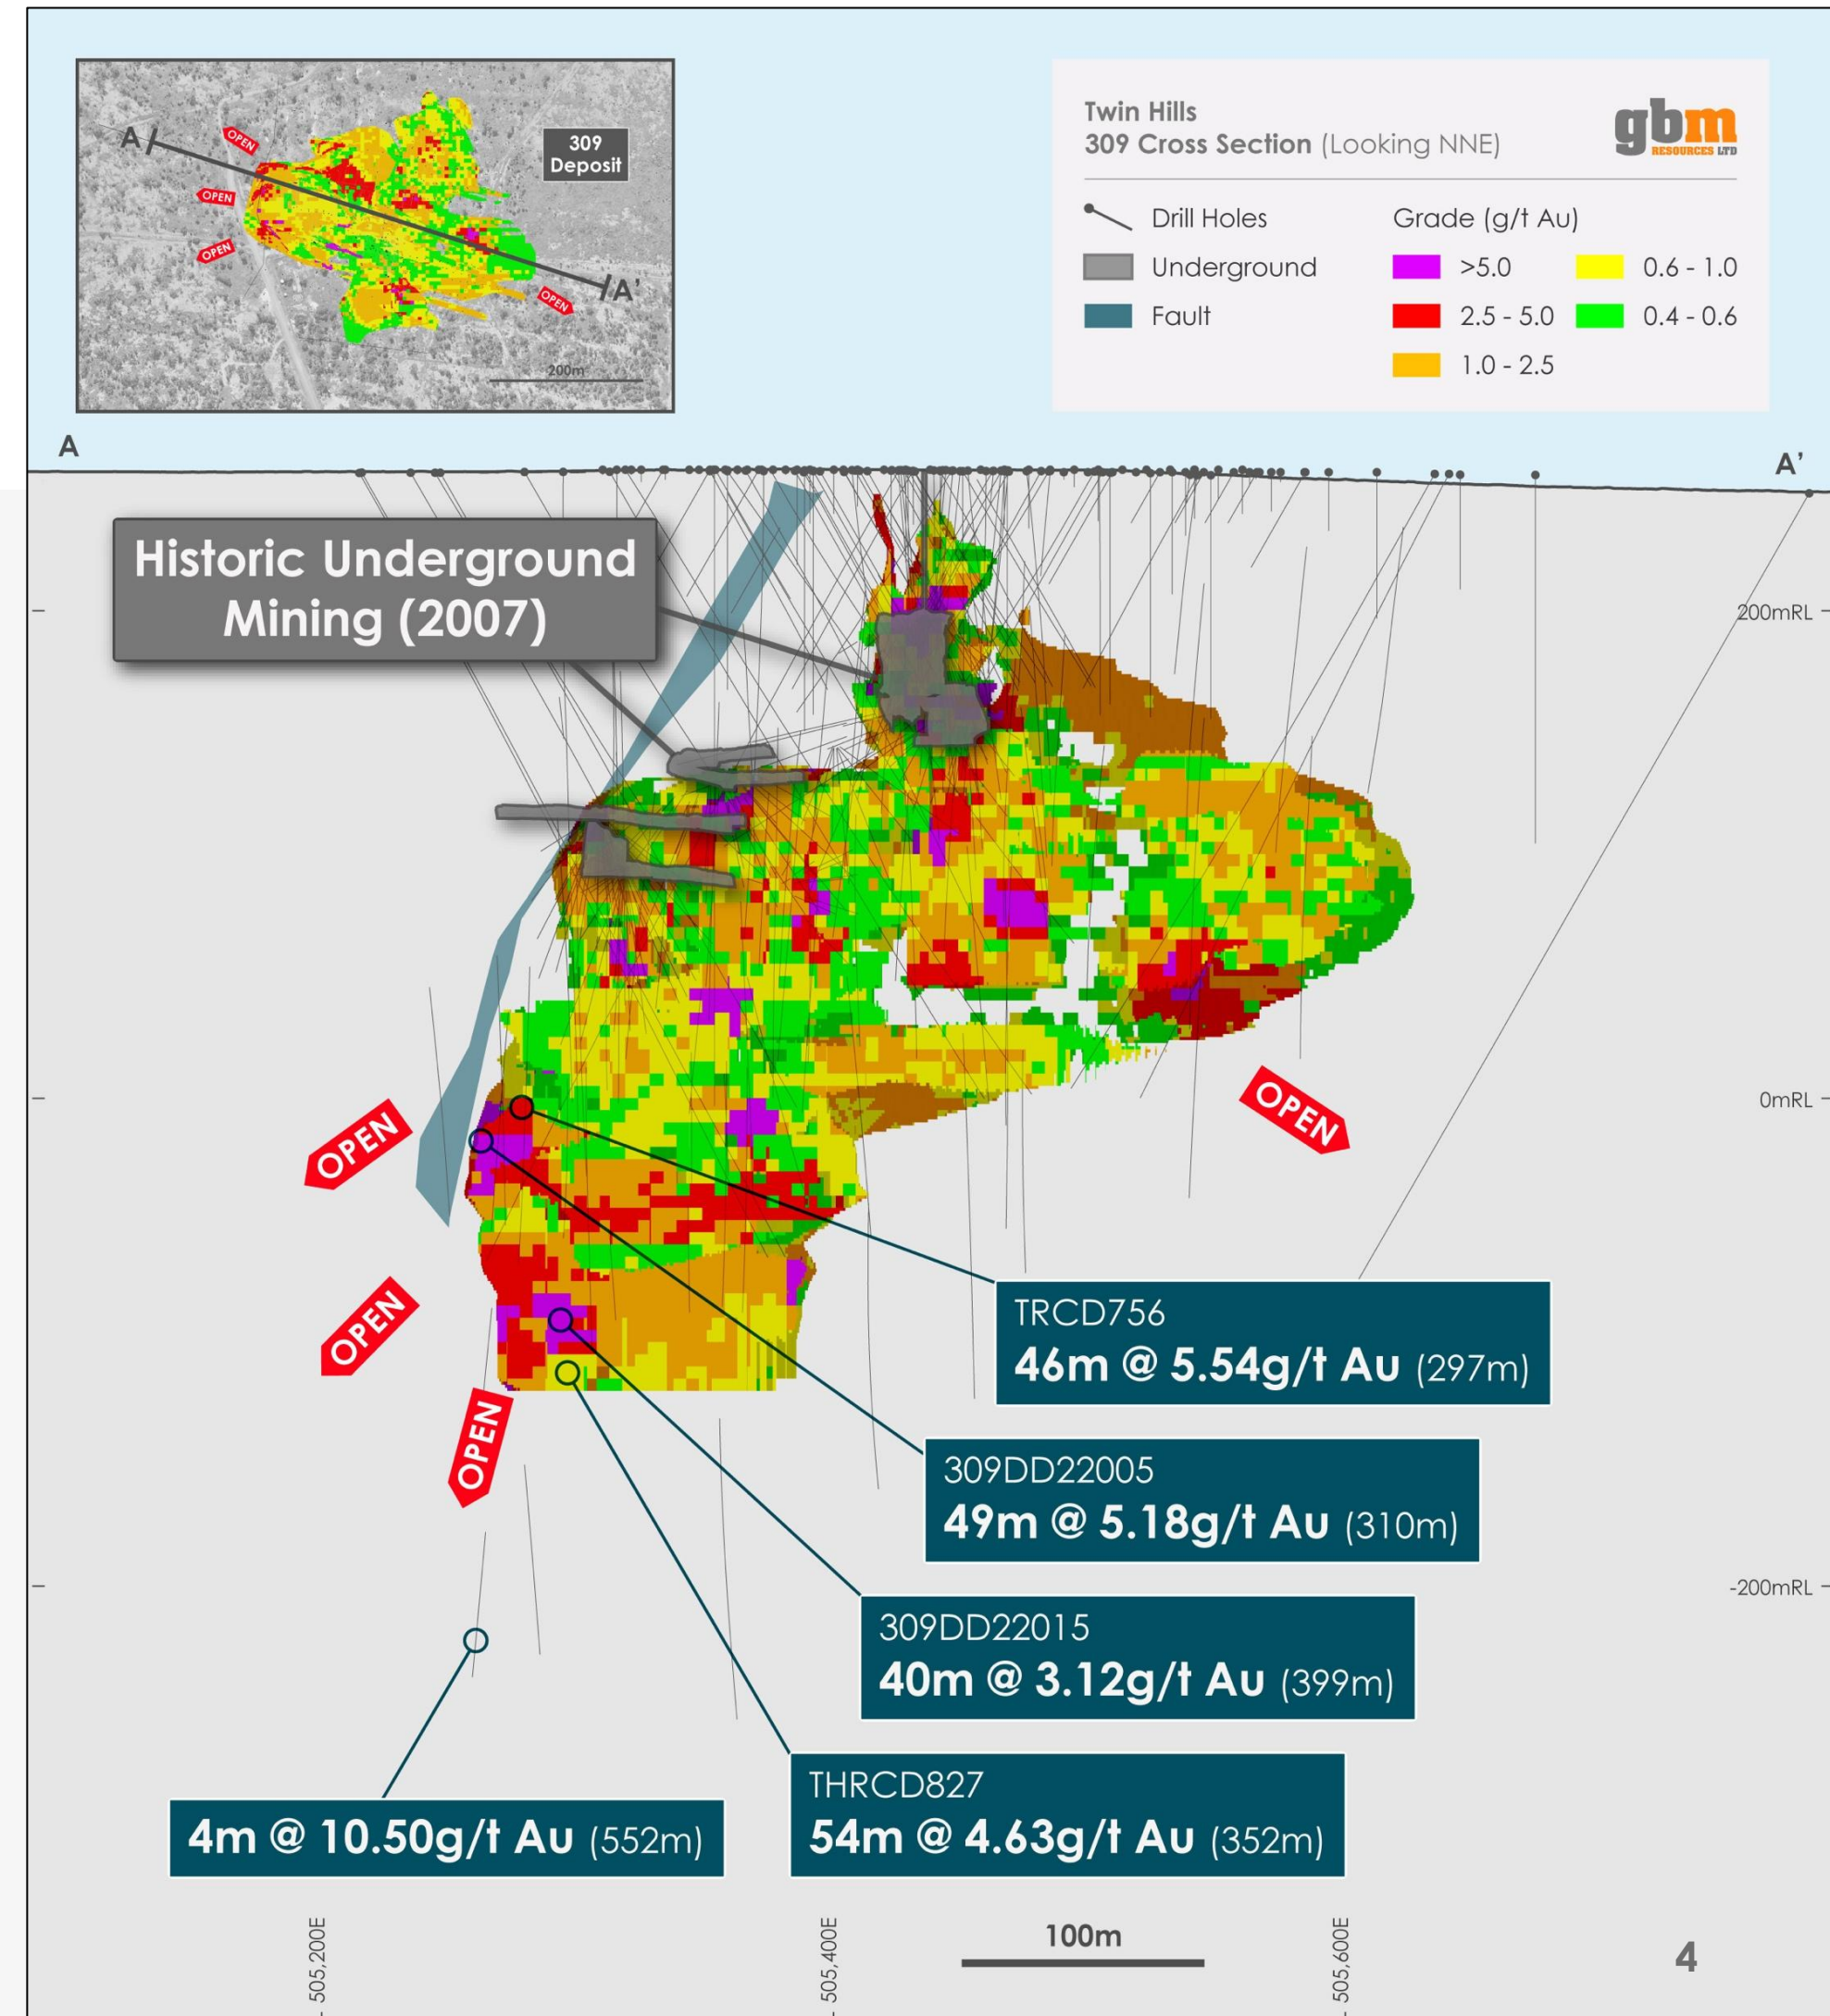 A
A'
OPEN
OPEN
OPEN
OPEN
309
Deposit
200m
Twin Hills
309 Cross Section (Looking NNE)
gbm
RESOURCES LTD
Drill Holes
Underground
Fault
Grade (g/t Au)
>5.0
2.5 - 5.0
1.0 - 2.5
0.6 - 1.0
0.4 - 0.6
A
A'
Historic Underground
Mining (2007)
200mRL
0mRL
-200mRL
OPEN
OPEN
OPEN
OPEN
TRCD756
46m @ 5.54g/t Au (297m)
309DD22005
49m @ 5.18g/t Au (310m)
309DD22015
40m @ 3.12g/t Au (399m)
THRCD827
54m @ 4.63g/t Au (352m)
4m @ 10.50g/t Au (552m)
505,200E
505,400E
505,600E
100m
4